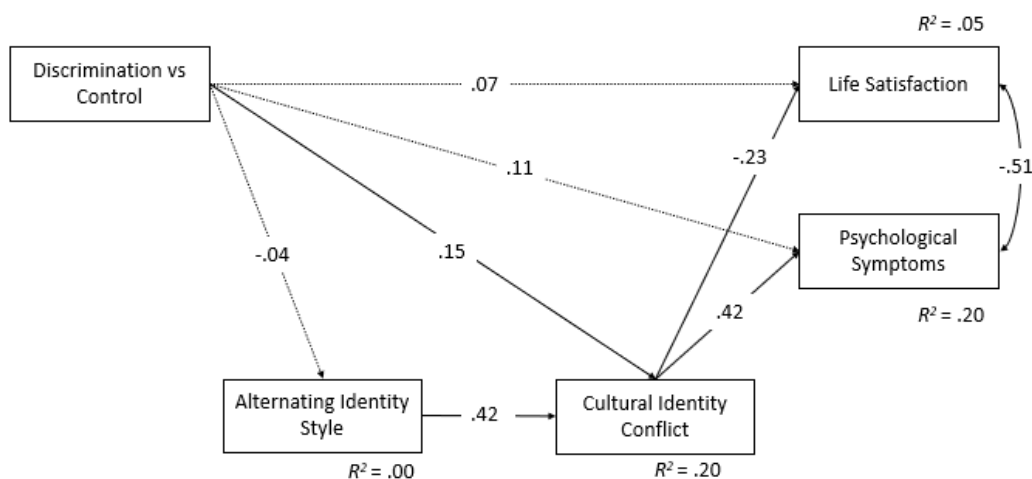 R² = .05
Discrimination vs
Control
.07
Life Satisfaction
-.23
-.51
.11
Psychological
Symptoms
-.04
.15
.42
R² = .20
Alternating Identity
Style
.42
Cultural Identity
Conflict
R² = .00
R² = .20